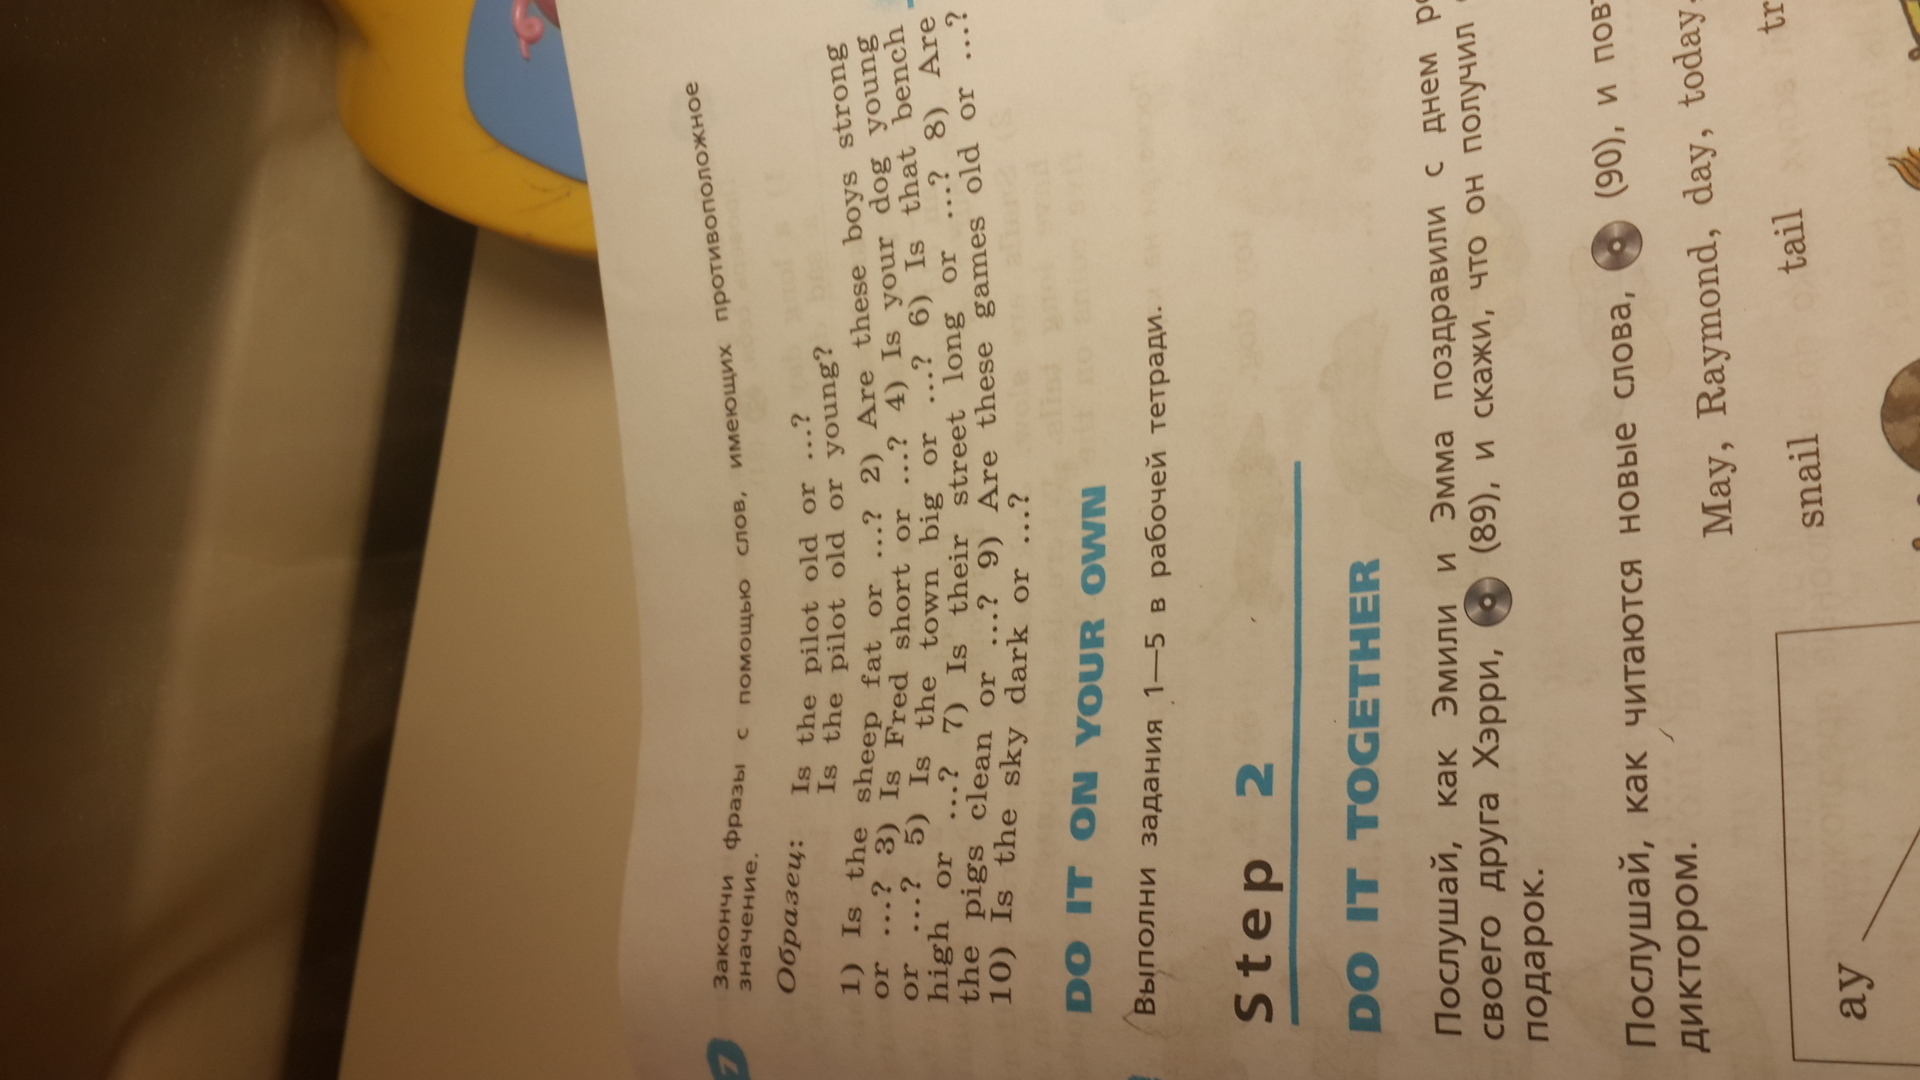 7
Закончи фразы с помощью слов, имеющих противоположное
значение.
Образец: Is the pilot old or ...?
Is the pilot old or young?
1) Is the sheep fat or ...? 2) Are these boys strong
or ...? 3) Is Fred short or ...? 4) Is your dog young
or ...? 5) Is the town big or ...? 6) Is that bench
high or ...? 7) Is their street long or ...? 8) Are
the pigs clean or ...? 9) Are these games old or ...?
10) Is the sky dark or ...?
DO IT ON YOUR OWN
Выполни задания 1—5 в рабочей тетради.
Step 2
DO IT TOGETHER
Послушай, как Эмили и Эмма поздравили с днем
своего друга Хэрри, (89), и скажи, что он получил
подарок.
Послушай, как читаются новые слова, (90), и
диктором.
May, Raymond, day, today,
ay
snail tail